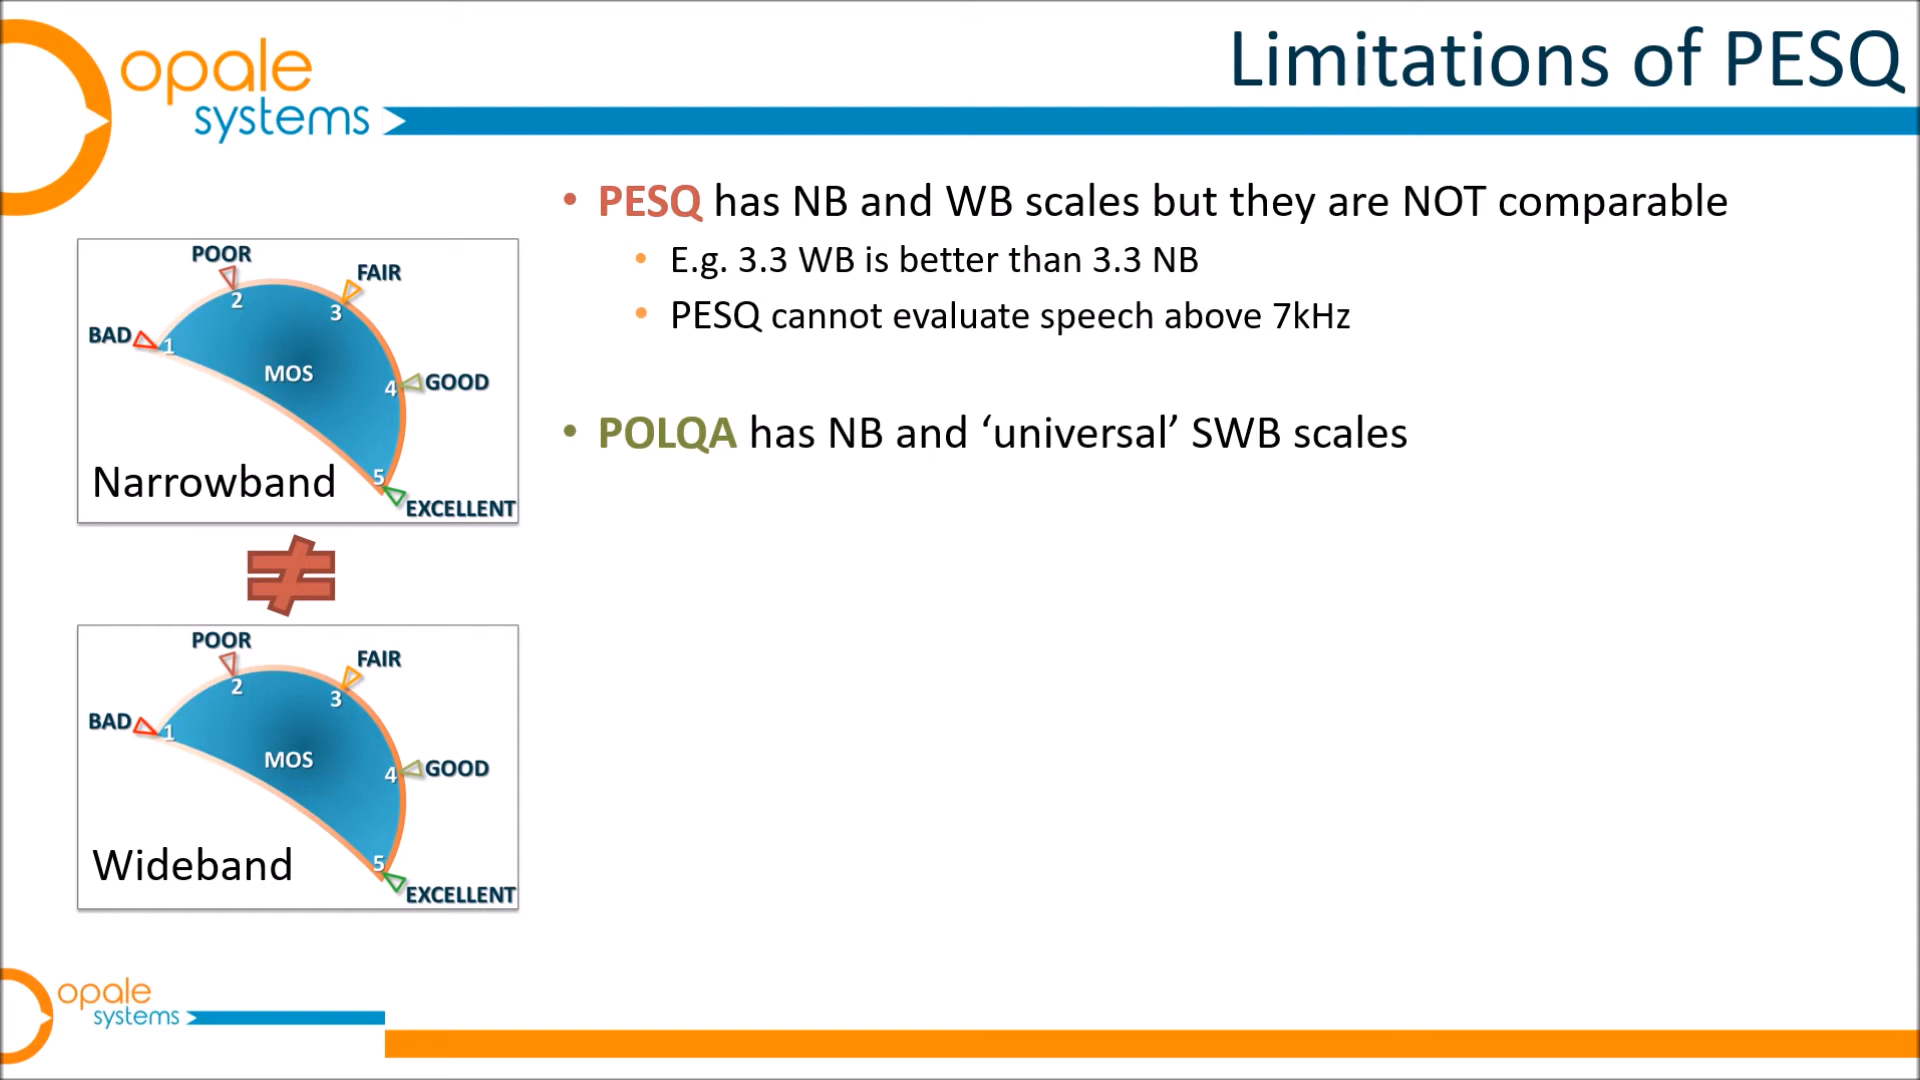 opale
systems
Limitations of PESQ
• PESQ has NB and WB scales but they are NOT comparable
• E.g. 3.3 WB is better than 3.3 NB
• PESQ cannot evaluate speech above 7kHz
• POLQA has NB and ‘universal’ SWB scales
POOR
FAIR
2
3
BAD
1
MOS
4
GOOD
5
Narrowband
EXCELLENT
≠
POOR
FAIR
2
3
BAD
1
MOS
4
GOOD
5
Wideband
EXCELLENT
opale
systems